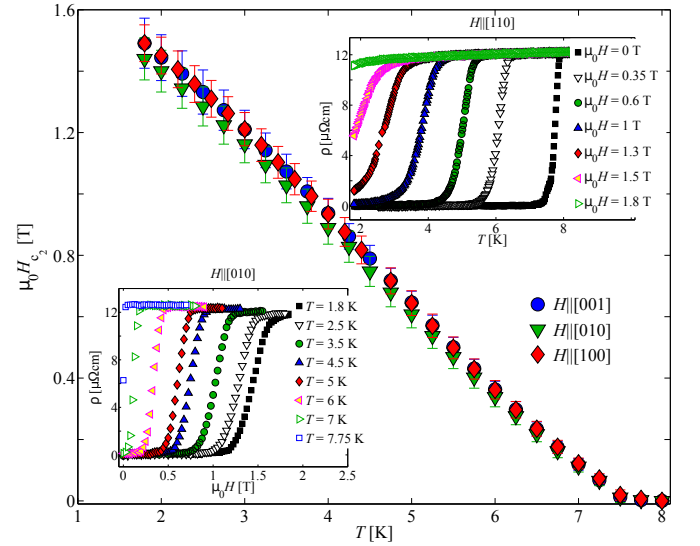 1.6
1.2
0.8
0.4
0
μ₀H_c₂ [T]
1 2 3 4 5 6 7 8
T [K]
H||[001]
H||[010]
H||[100]
H||[110]
12
8
4
0
ρ [μΩcm]
2 4 6 8 10
T [K]
μ₀H = 0 T
μ₀H = 0.35 T
μ₀H = 0.6 T
μ₀H = 1 T
μ₀H = 1.3 T
μ₀H = 1.5 T
μ₀H = 1.8 T
H||[010]
12
8
4
0
ρ [μΩcm]
0 0.5 1 1.5 2 2.5
μ₀H [T]
T = 1.8 K
T = 2.5 K
T = 3.5 K
T = 4.5 K
T = 5 K
T = 6 K
T = 7 K
T = 7.75 K